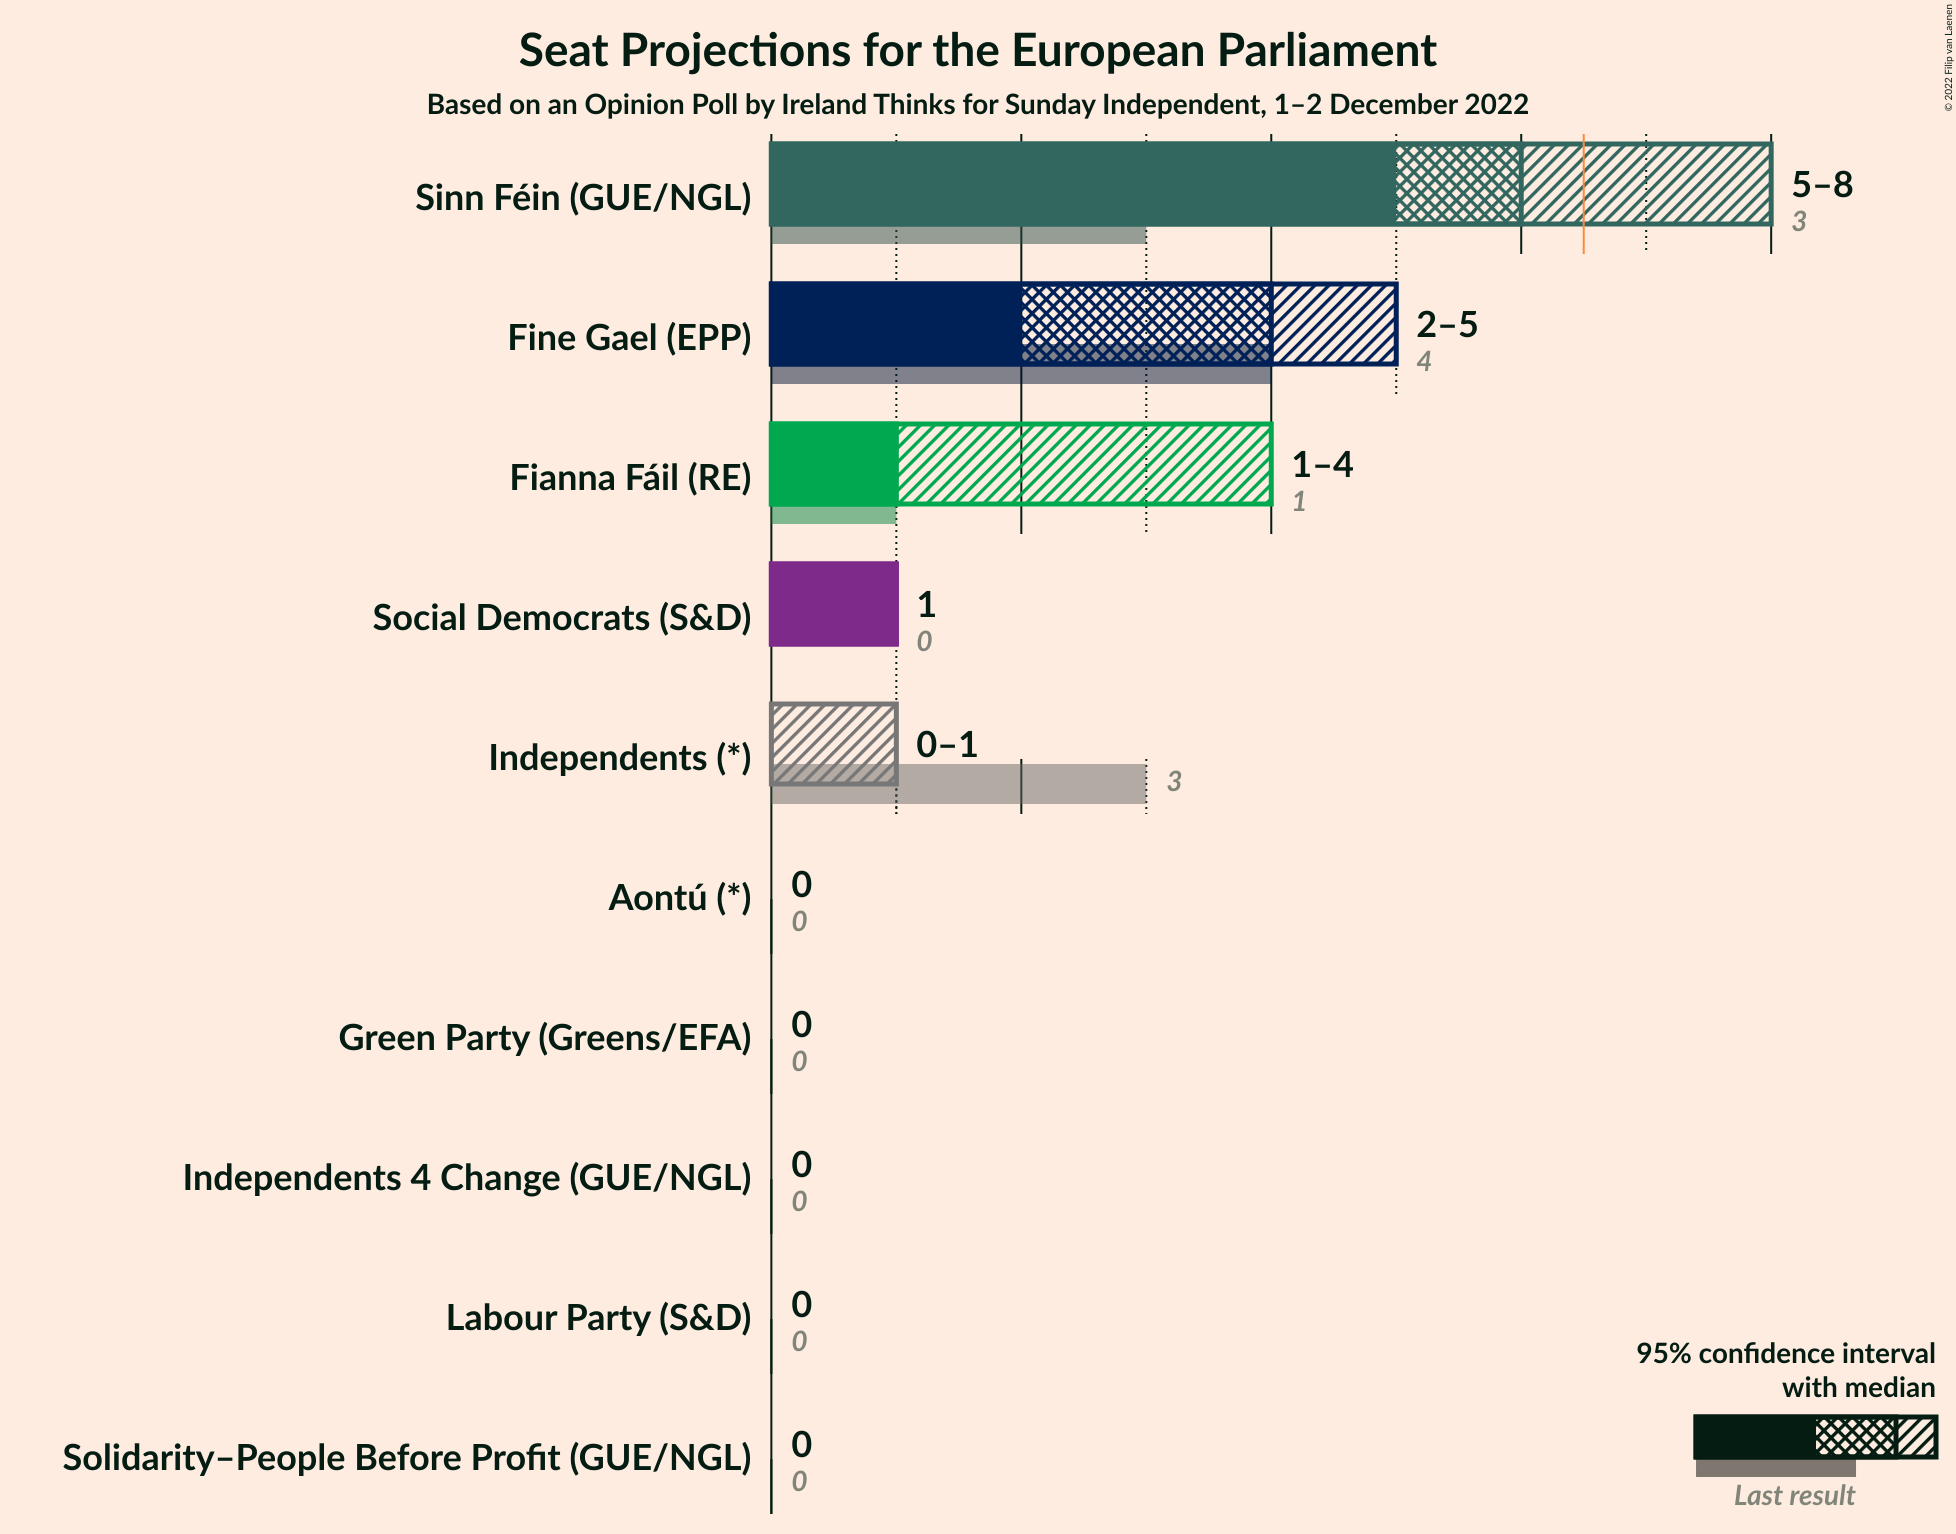 Seat Projections for the European Parliament
Based on an Opinion Poll by Ireland Thinks for Sunday Independent, 1–2 December 2022
© 2022 Filip van Laenen
Sinn Féin (GUE/NGL)
5–8
3
Fine Gael (EPP)
2–5
4
Fianna Fáil (RE)
1–4
1
Social Democrats (S&D)
1
0
Independents (*)
0–1
3
Aontú (*)
0
0
Green Party (Greens/EFA)
0
0
Independents 4 Change (GUE/NGL)
0
0
Labour Party (S&D)
0
0
Solidarity–People Before Profit (GUE/NGL)
0
0
95% confidence interval
with median
Last result